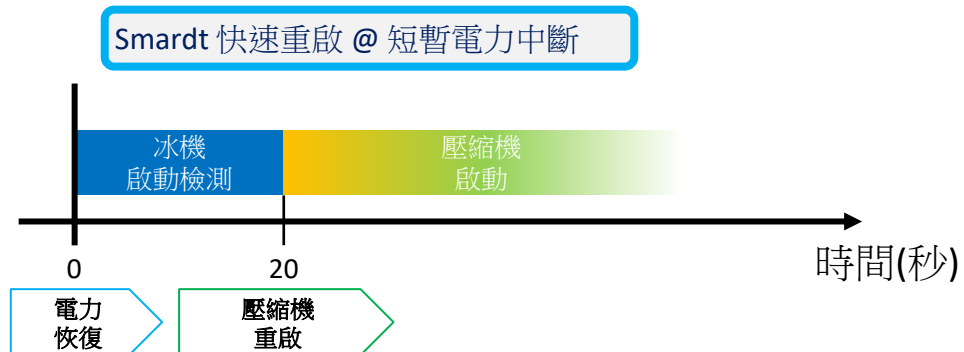 Smardt 快速重啟 @ 短暫電力中斷
冰機
啟動檢測
壓縮機
啟動
0
20
時間(秒)
電力
恢復
壓縮機
重啟